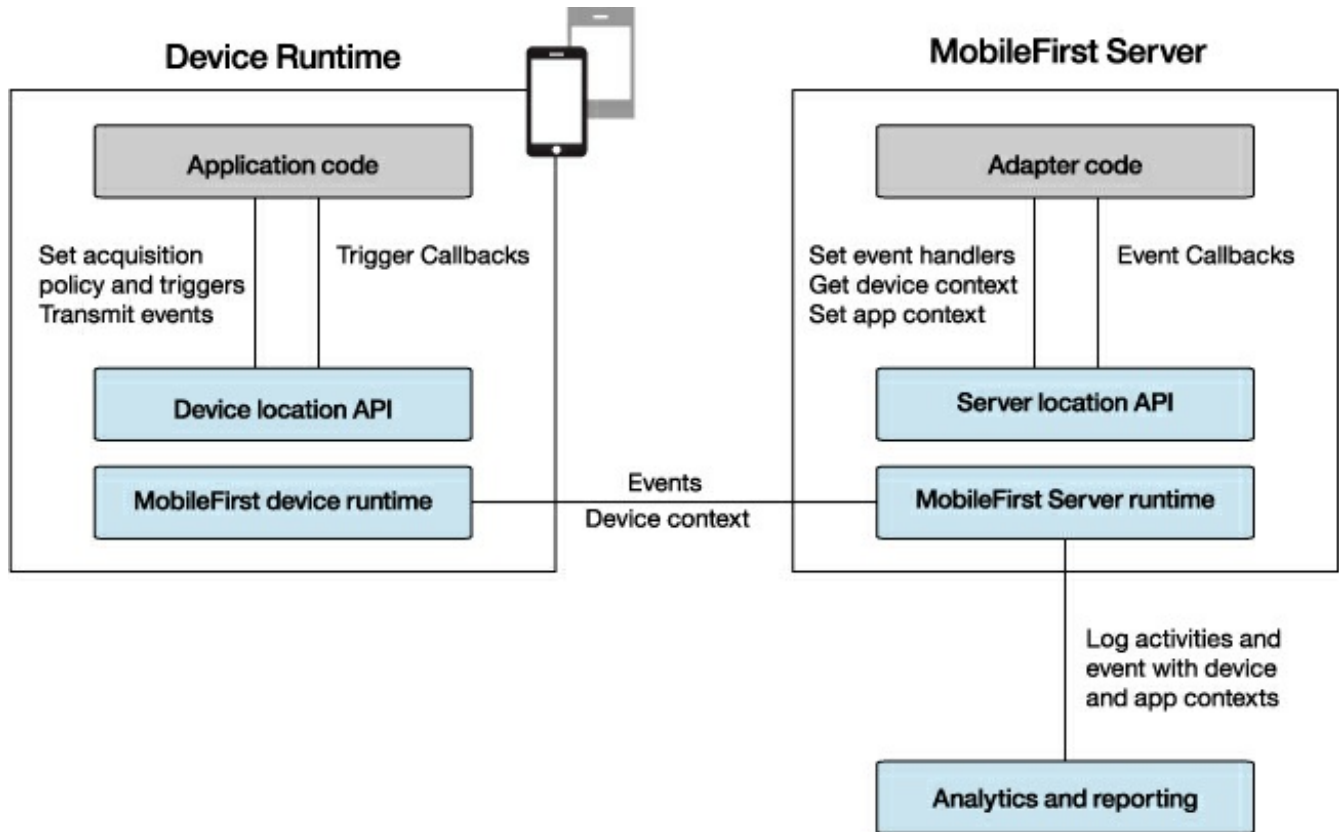 Device Runtime
MobileFirst Server
Application code
Adapter code
Set acquisition
policy and triggers
Transmit events
Trigger Callbacks
Set event handlers
Get device context
Set app context
Event Callbacks
Device location API
Server location API
MobileFirst device runtime
Events
Device context
MobileFirst Server runtime
Log activities and
event with device
and app contexts
Analytics and reporting